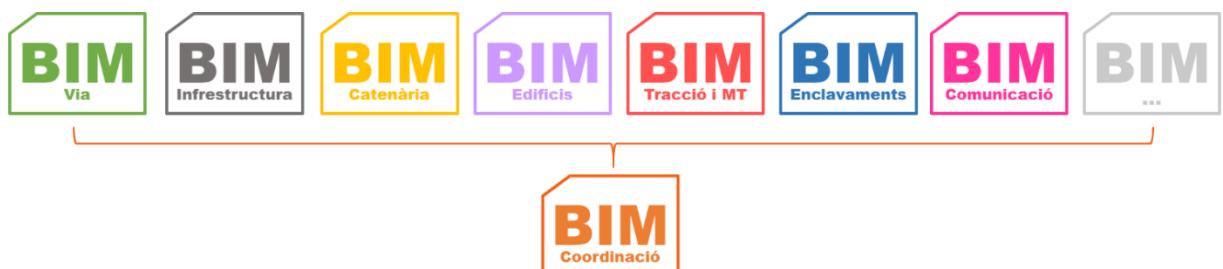 BIM
Via
BIM
Infrestructura
BIM
Catenària
BIM
Edificis
BIM
Tracció i MT
BIM
Enclavaments
BIM
Comunicació
BIM
...
BIM
Coordinació